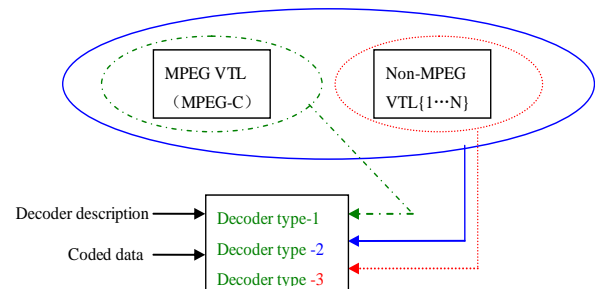 MPEG VTL
（MPEG-C）
Non-MPEG
VTL{1···N}
Decoder description
Coded data
Decoder type-1
Decoder type -2
Decoder type -3